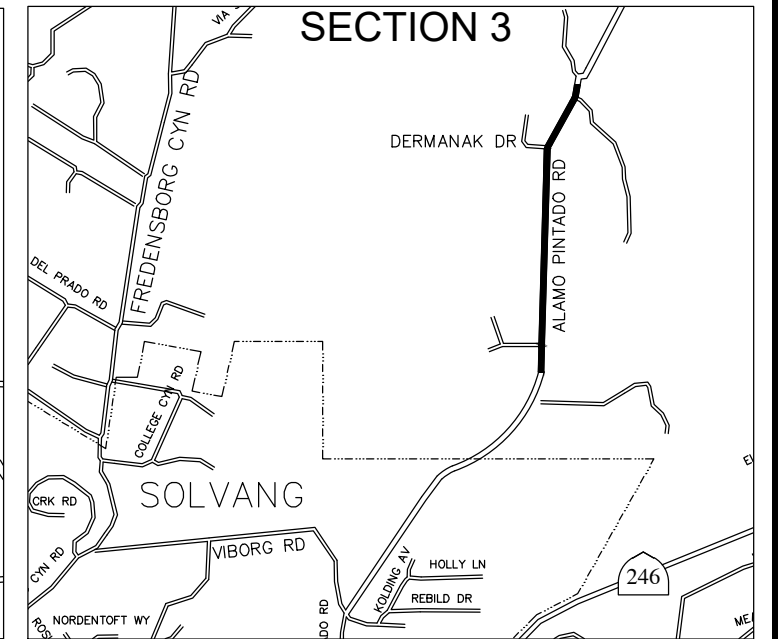 SECTION 3
VIA
FREDENSBORG CYN RD
DERMANAK DR
ALAMO PINTADO RD
DEL PRADO RD
COLLEGE CYN RD
SOLVANG
CRK RD
CYN RD
VIBORG RD
KOLDING AV
HOLLY LN
REBILD DR
246
NORDENTOFT WY